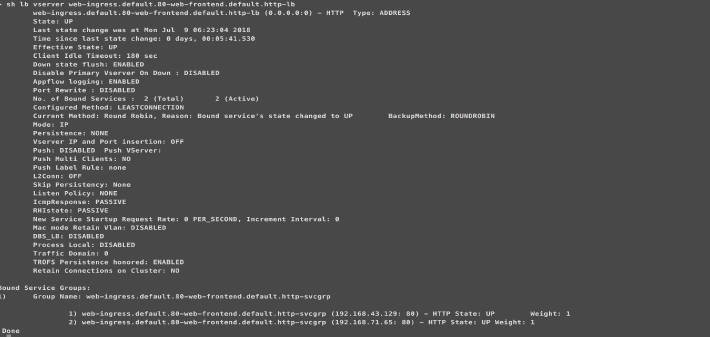 sh lb vserver web-ingress.default.80-web-frontend.default.http-lb
web-ingress.default.80-web-frontend.default.http-lb (0.0.0.0:0) - HTTP Type: ADDRESS
State: UP
Last state change was at Mon Jul 9 06:23:04 2018
Time since last state change: 0 days, 00:05:41.530
Effective State: UP
Client Idle Timeout: 180 sec
Down state flush: ENABLED
Disable Primary Vserver On Down : DISABLED
Appflow logging: ENABLED
Port Rewrite : DISABLED
No. of Bound Services : 2 (Total) 2 (Active)
Configured Method: LEASTCONNECTION
Current Method: Round Robin, Reason: Bound service's state changed to UP BackupMethod: ROUNDROBIN
Mode: IP
Persistence: NONE
Vserver IP and Port insertion: OFF
Push: DISABLED Push VServer:
Push Multi Clients: NO
Push Label Rule: none
L2Conn: OFF
Skip Persistency: None
Listen Policy: NONE
IcmpResponse: PASSIVE
RHIstate: PASSIVE
New Service Startup Request Rate: 0 PER_SECOND, Increment Interval: 0
Mac mode Retain Vlan: DISABLED
DBS_LB: DISABLED
Process Local: DISABLED
Traffic Domain: 0
TROFS Persistence honored: ENABLED
Retain Connections on Cluster: NO
Bound Service Groups:
1) Group Name: web-ingress.default.80-web-frontend.default.http-svcgrp
1) web-ingress.default.80-web-frontend.default.http-svcgrp (192.168.43.129: 80) - HTTP State: UP Weight: 1
2) web-ingress.default.80-web-frontend.default.http-svcgrp (192.168.71.65: 80) - HTTP State: UP Weight: 1
Done